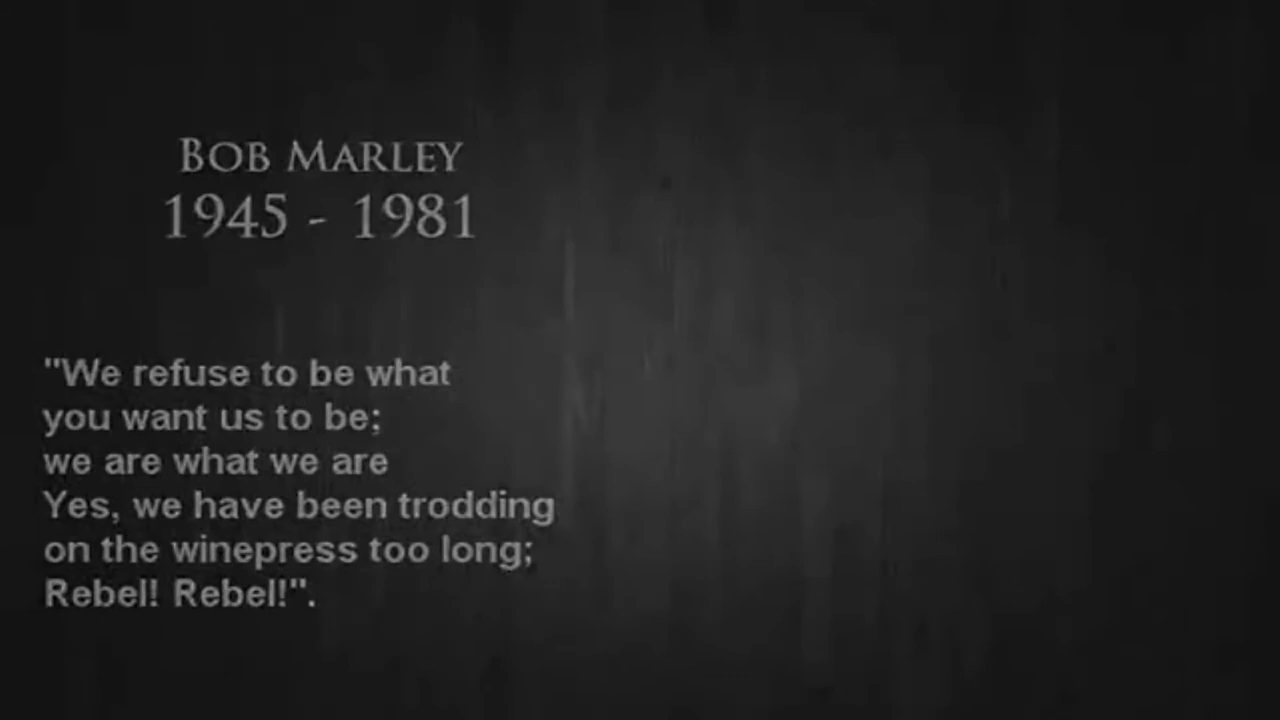 BOB MARLEY
1945 - 1981
"We refuse to be what
you want us to be;
we are what we are
Yes, we have been trodding
on the winepress too long;
Rebel! Rebel!".